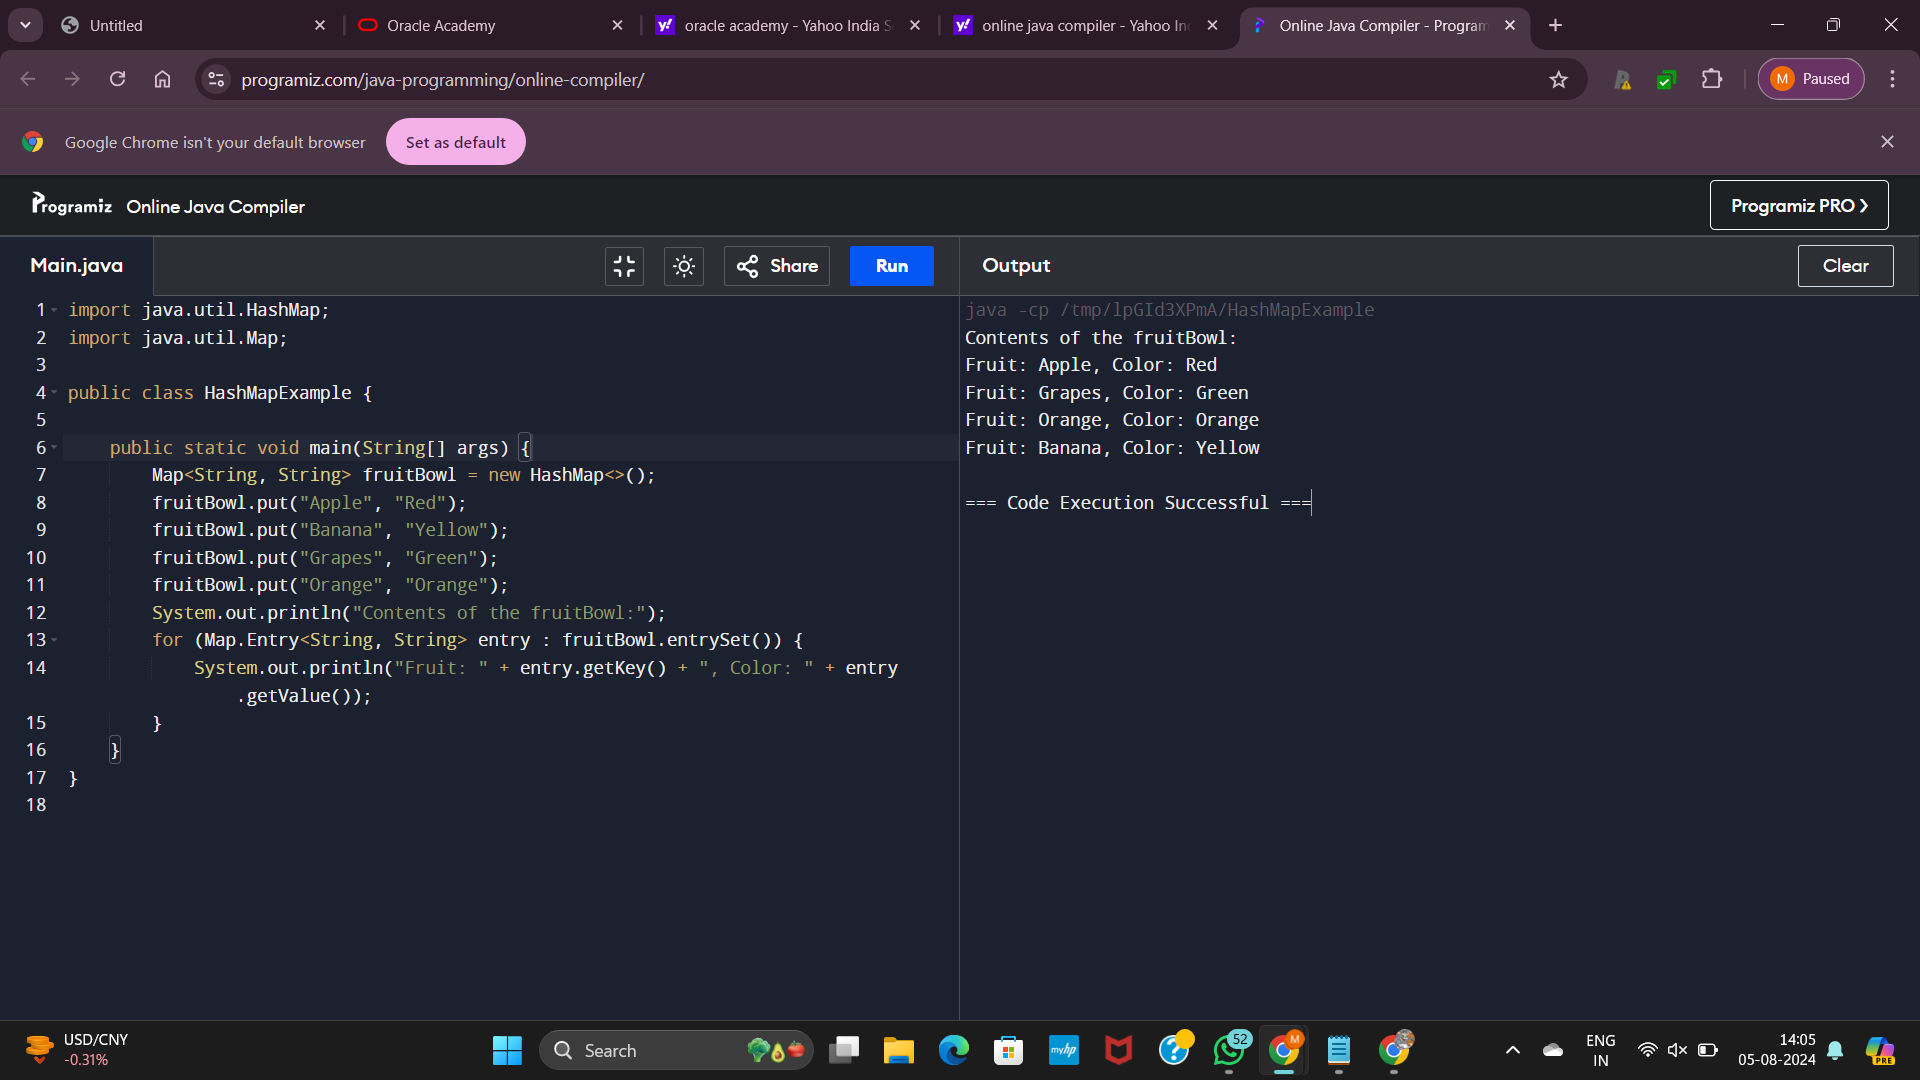 Untitled
Oracle Academy
oracle academy - Yahoo India S
online java compiler - Yahoo In
Online Java Compiler - Program
programiz.com/java-programming/online-compiler/
M Paused
Google Chrome isn't your default browser
Set as default
Programiz Online Java Compiler
Programiz PRO
Main.java
Share
Run
Output
Clear
1 import java.util.HashMap;
2 import java.util.Map;
3
4 public class HashMapExample {
5
6 public static void main(String[] args) {
7 Map<String, String> fruitBowl = new HashMap<>();
8 fruitBowl.put("Apple", "Red");
9 fruitBowl.put("Banana", "Yellow");
10 fruitBowl.put("Grapes", "Green");
11 fruitBowl.put("Orange", "Orange");
12 System.out.println("Contents of the fruitBowl:");
13 for (Map.Entry<String, String> entry : fruitBowl.entrySet()) {
14 System.out.println("Fruit: " + entry.getKey() + ", Color: " + entry
.getValue());
15 }
16 }
17 }
18
java -cp /tmp/lpGId3XPmA/HashMapExample
Contents of the fruitBowl:
Fruit: Apple, Color: Red
Fruit: Grapes, Color: Green
Fruit: Orange, Color: Orange
Fruit: Banana, Color: Yellow
=== Code Execution Successful ===
USD/CNY
-0.31%
Search
myhp
52
M
ENG
IN
14:05
05-08-2024
PRE